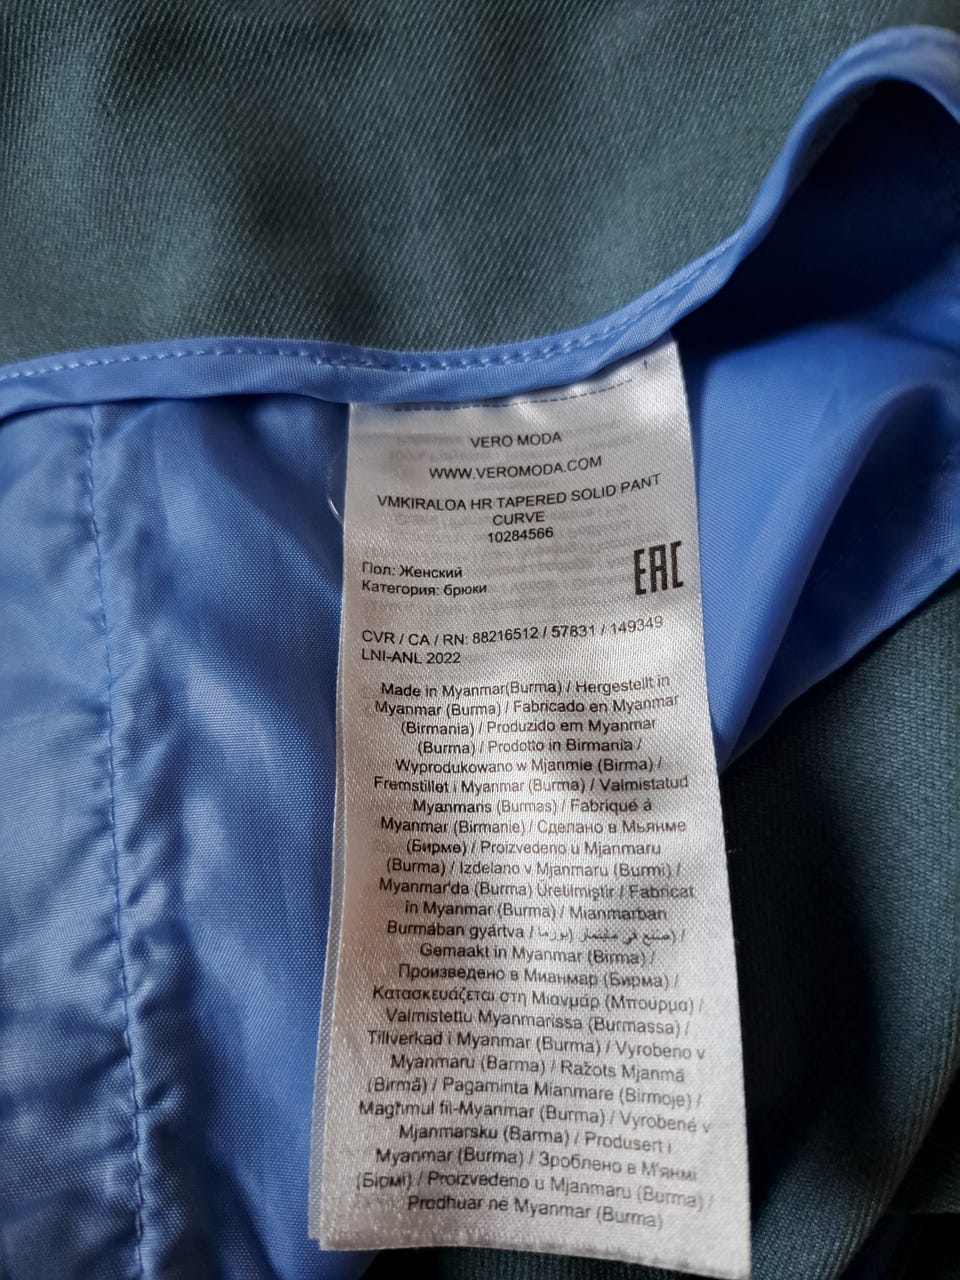 VERO MODA
WWW.VEROMODA.COM
VMKIRALOA HR TAPERED SOLID PANT
CURVE
10284566
Пол: Женский
Категория: брюки
EAC
CVR / CA / RN: 88216512 / 57831 / 149349
LNI-ANL 2022
Made in Myanmar(Burma) / Hergestellt in
Myanmar (Burma) / Fabricado en Myanmar
(Birmania) / Produzido em Myanmar
(Burma) / Prodotto in Birmania /
Wyprodukowano w Mjanmie (Birma) /
Fremstillet i Myanmar (Burma) / Valmistatud
Myanmans (Burmas) / Fabriqué à
Myanmar (Birmanie) / Сделано в Мьянме
(Бирме) / Proizvedeno u Mjanmaru
(Burma) / Izdelano v Mjanmaru (Burmi) /
Myanmar'da (Burma) Üretilmiştir / Fabricat
în Myanmar (Burma) / Mianmarban
Burmában gyártva / صنع في ميانمار (بورما) /
Gemaakt in Myanmar (Birma) /
Произведено в Мианмар (Бирма) /
Κατασκευάζεται στη Μιανμάρ (Μπούρμα) /
Valmistettu Myanmarissa (Burmassa) /
Tillverkad i Myanmar (Burma) / Vyrobeno v
Myanmaru (Barma) / Ražots Mjanmā
(Birmā) / Pagaminta Mianmare (Birmoje) /
Magħmul fil-Myanmar (Burma) / Vyrobené v
Mjanmarsku (Barma) / Produsert i
Myanmar (Burma) / Зроблено в М'янмі
(Бірмі) / Proizvedeno u Mjanmaru (Burma) /
Prodhuar në Myanmar (Burma)